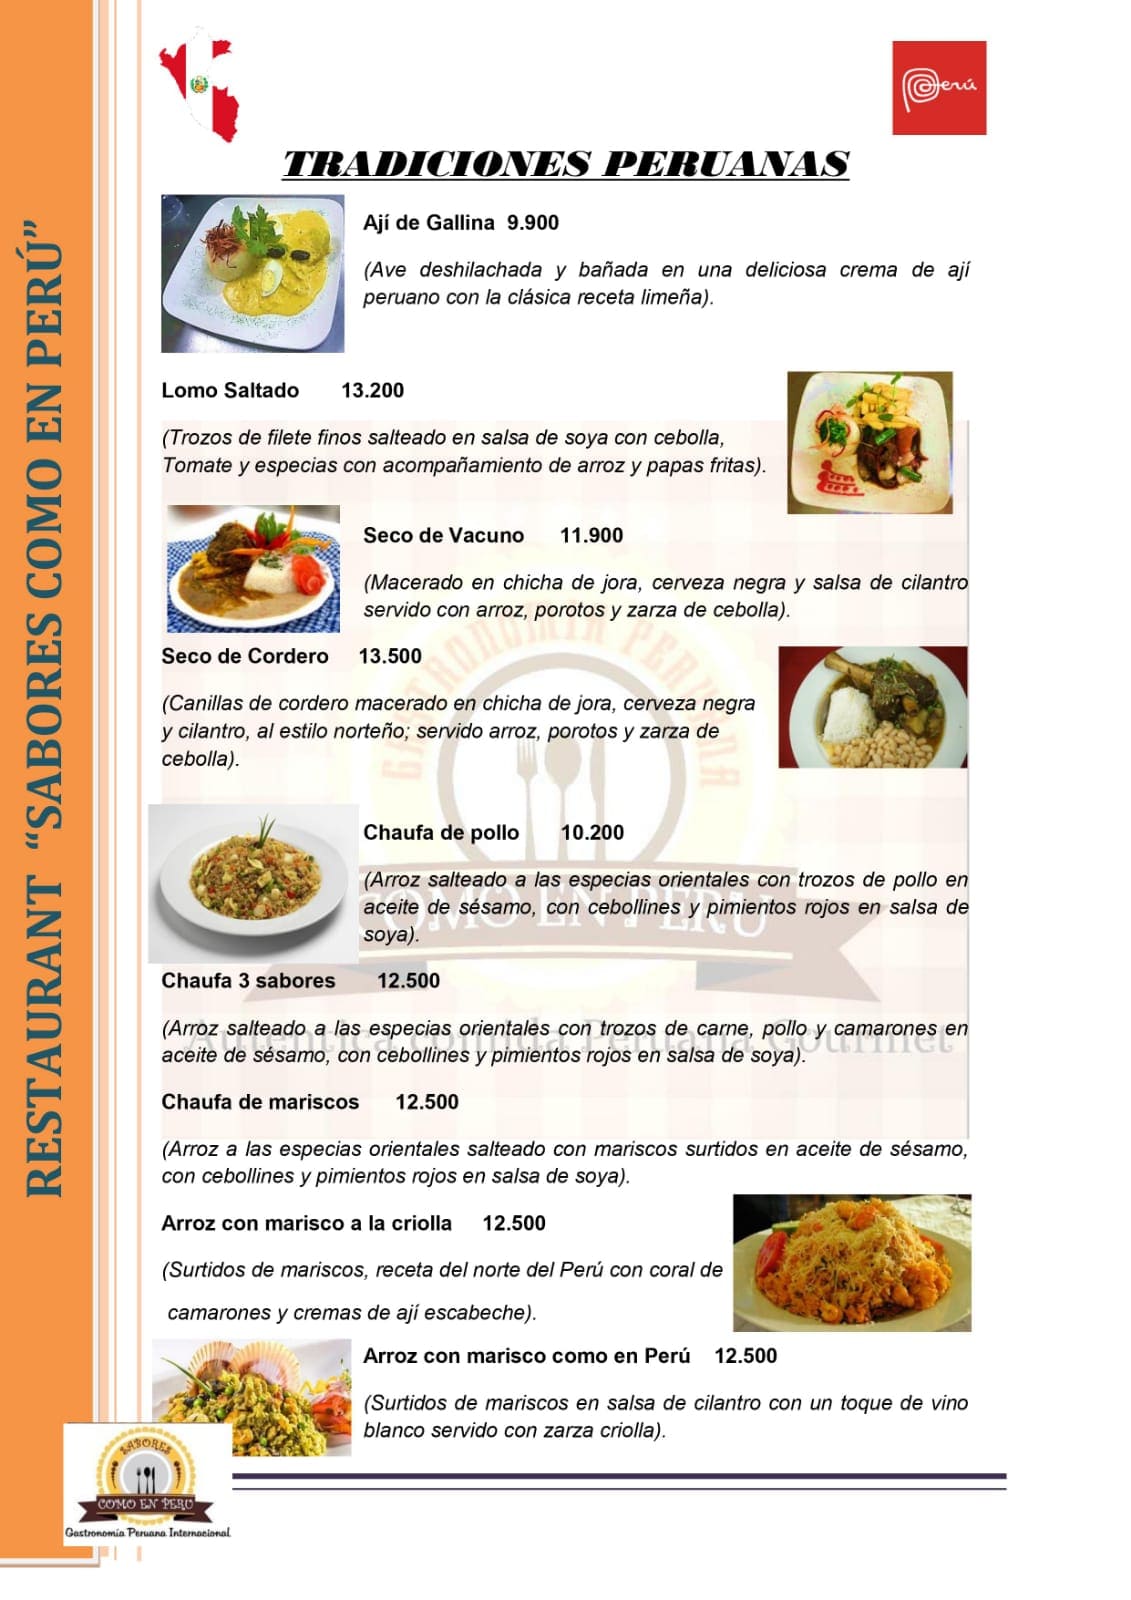 Perú
TRADICIONES PERUANAS
Ají de Gallina 9.900
(Ave deshilachada y bañada en una deliciosa crema de ají
peruano con la clásica receta limeña).
Lomo Saltado 13.200
(Trozos de filete finos salteado en salsa de soya con cebolla,
Tomate y especias con acompañamiento de arroz y papas fritas).
Seco de Vacuno 11.900
(Macerado en chicha de jora, cerveza negra y salsa de cilantro
servido con arroz, porotos y zarza de cebolla).
Seco de Cordero 13.500
(Canillas de cordero macerado en chicha de jora, cerveza negra
y cilantro, al estilo norteño; servido arroz, porotos y zarza de
cebolla).
Chaufa de pollo 10.200
(Arroz salteado a las especias orientales con trozos de pollo en
aceite de sésamo, con cebollines y pimientos rojos en salsa de
soya).
Chaufa 3 sabores 12.500
(Arroz salteado a las especias orientales con trozos de carne, pollo y camarones en
aceite de sésamo, con cebollines y pimientos rojos en salsa de soya).
Chaufa de mariscos 12.500
(Arroz a las especias orientales salteado con mariscos surtidos en aceite de sésamo,
con cebollines y pimientos rojos en salsa de soya).
Arroz con marisco a la criolla 12.500
(Surtidos de mariscos, receta del norte del Perú con coral de
camarones y cremas de ají escabeche).
Arroz con marisco como en Perú 12.500
(Surtidos de mariscos en salsa de cilantro con un toque de vino
blanco servido con zarza criolla).
RESTAURANT “SABORES COMO EN PERÚ”
GASTRONOMIA PERUANA
COMO EN PERU
Autentica comida Peruana Gourmet
SABORES
COMO EN PERU
Gastronomía Peruana Internacional